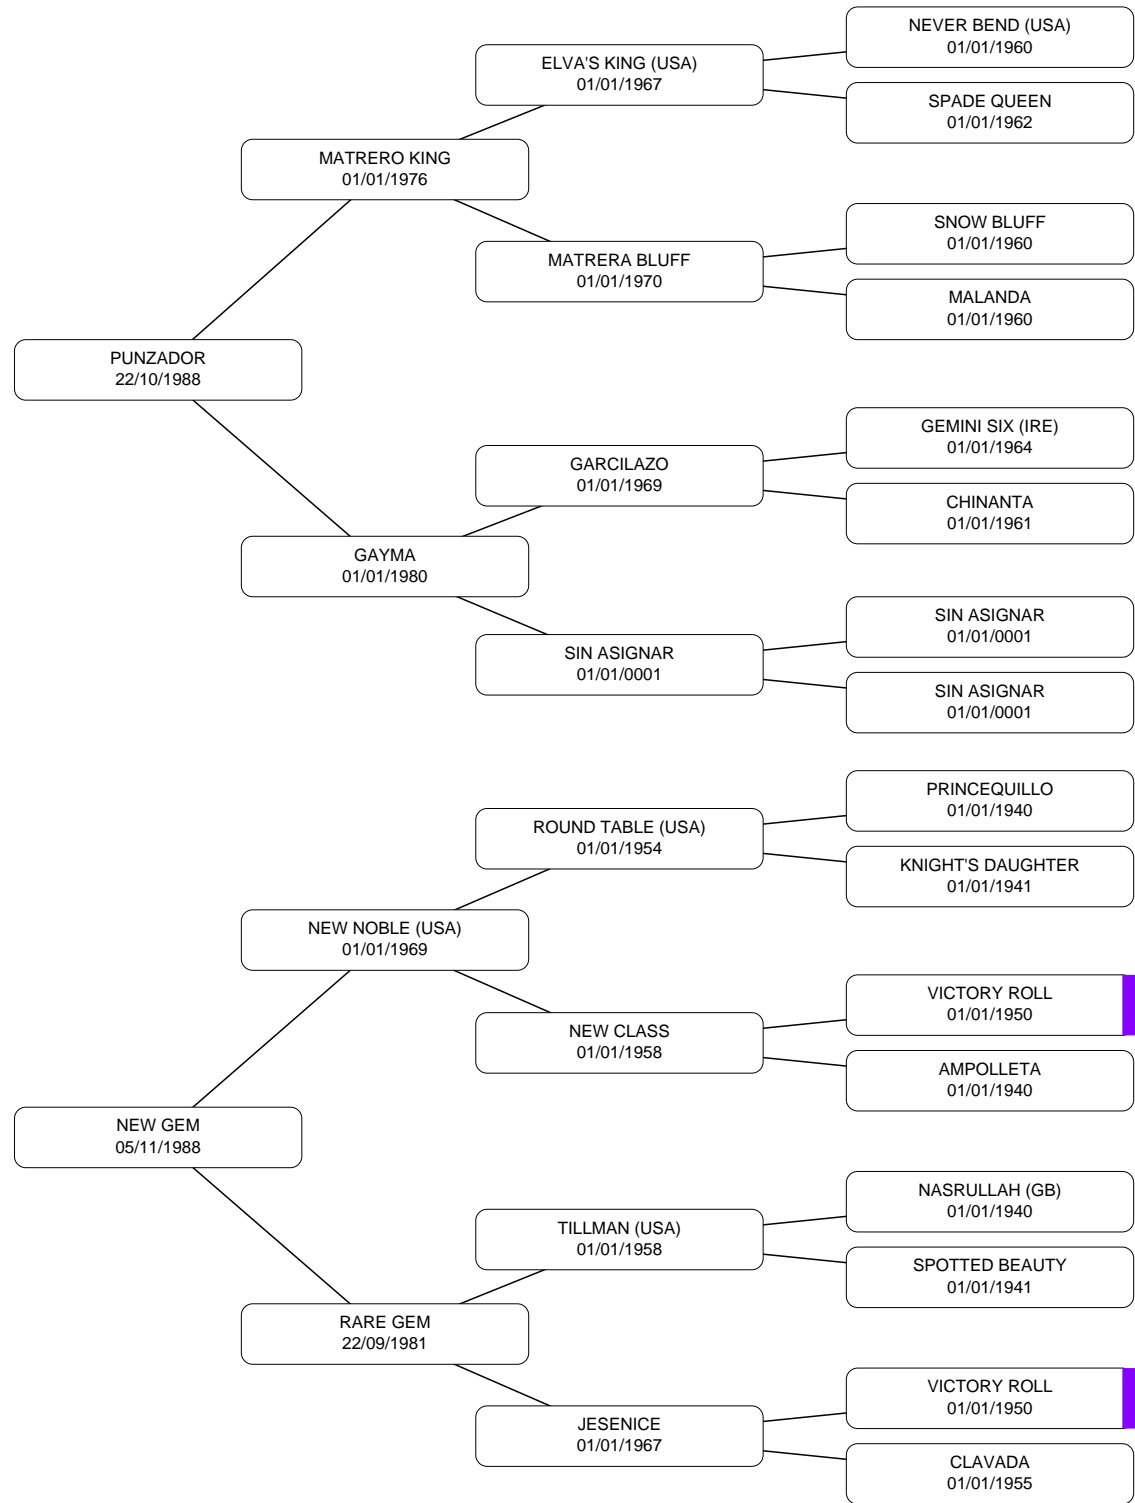 NEVER BEND (USA)
01/01/1960
ELVA'S KING (USA)
01/01/1967
SPADE QUEEN
01/01/1962
MATRERO KING
01/01/1976
SNOW BLUFF
01/01/1960
MATRERA BLUFF
01/01/1970
MALANDA
01/01/1960
PUNZADOR
22/10/1988
GEMINI SIX (IRE)
01/01/1964
GARCILAZO
01/01/1969
CHINANTA
01/01/1961
GAYMA
01/01/1980
SIN ASIGNAR
01/01/0001
SIN ASIGNAR
01/01/0001
SIN ASIGNAR
01/01/0001
PRINCEQUILLO
01/01/1940
ROUND TABLE (USA)
01/01/1954
KNIGHT'S DAUGHTER
01/01/1941
NEW NOBLE (USA)
01/01/1969
VICTORY ROLL
01/01/1950
NEW CLASS
01/01/1958
AMPOLLETA
01/01/1940
NEW GEM
05/11/1988
NASRULLAH (GB)
01/01/1940
TILLMAN (USA)
01/01/1958
SPOTTED BEAUTY
01/01/1941
RARE GEM
22/09/1981
VICTORY ROLL
01/01/1950
JESENICE
01/01/1967
CLAVADA
01/01/1955